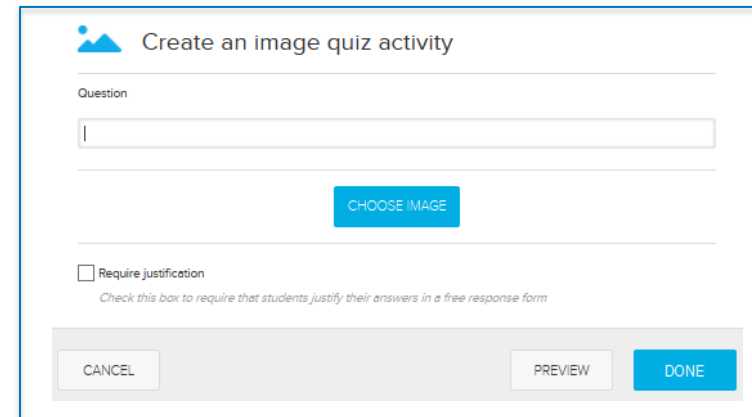 Create an image quiz activity
Question
CHOOSE IMAGE
Require justification
Check this box to require that students justify their answers in a free response form
CANCEL
PREVIEW
DONE